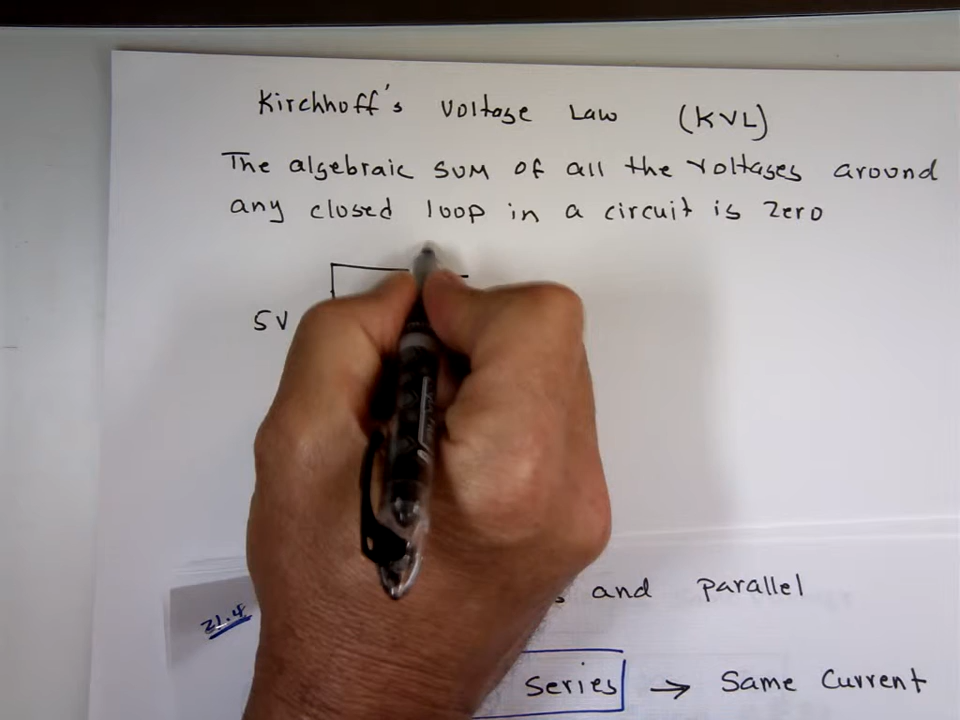 Kirchhoff's Voltage Law (KVL)
The algebraic sum of all the voltages around
any closed loop in a circuit is zero
5V
and parallel
21.4
Series → Same Current